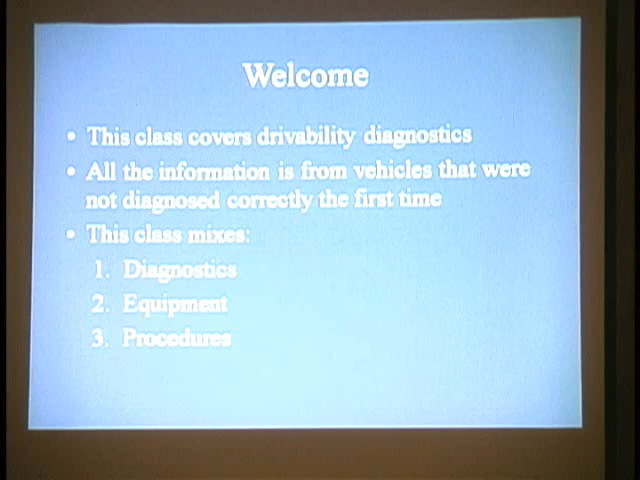 Welcome
• This class covers drivability diagnostics
• All the information is from vehicles that were
not diagnosed correctly the first time
• This class mixes:
1. Diagnostics
2. Equipment
3. Procedures